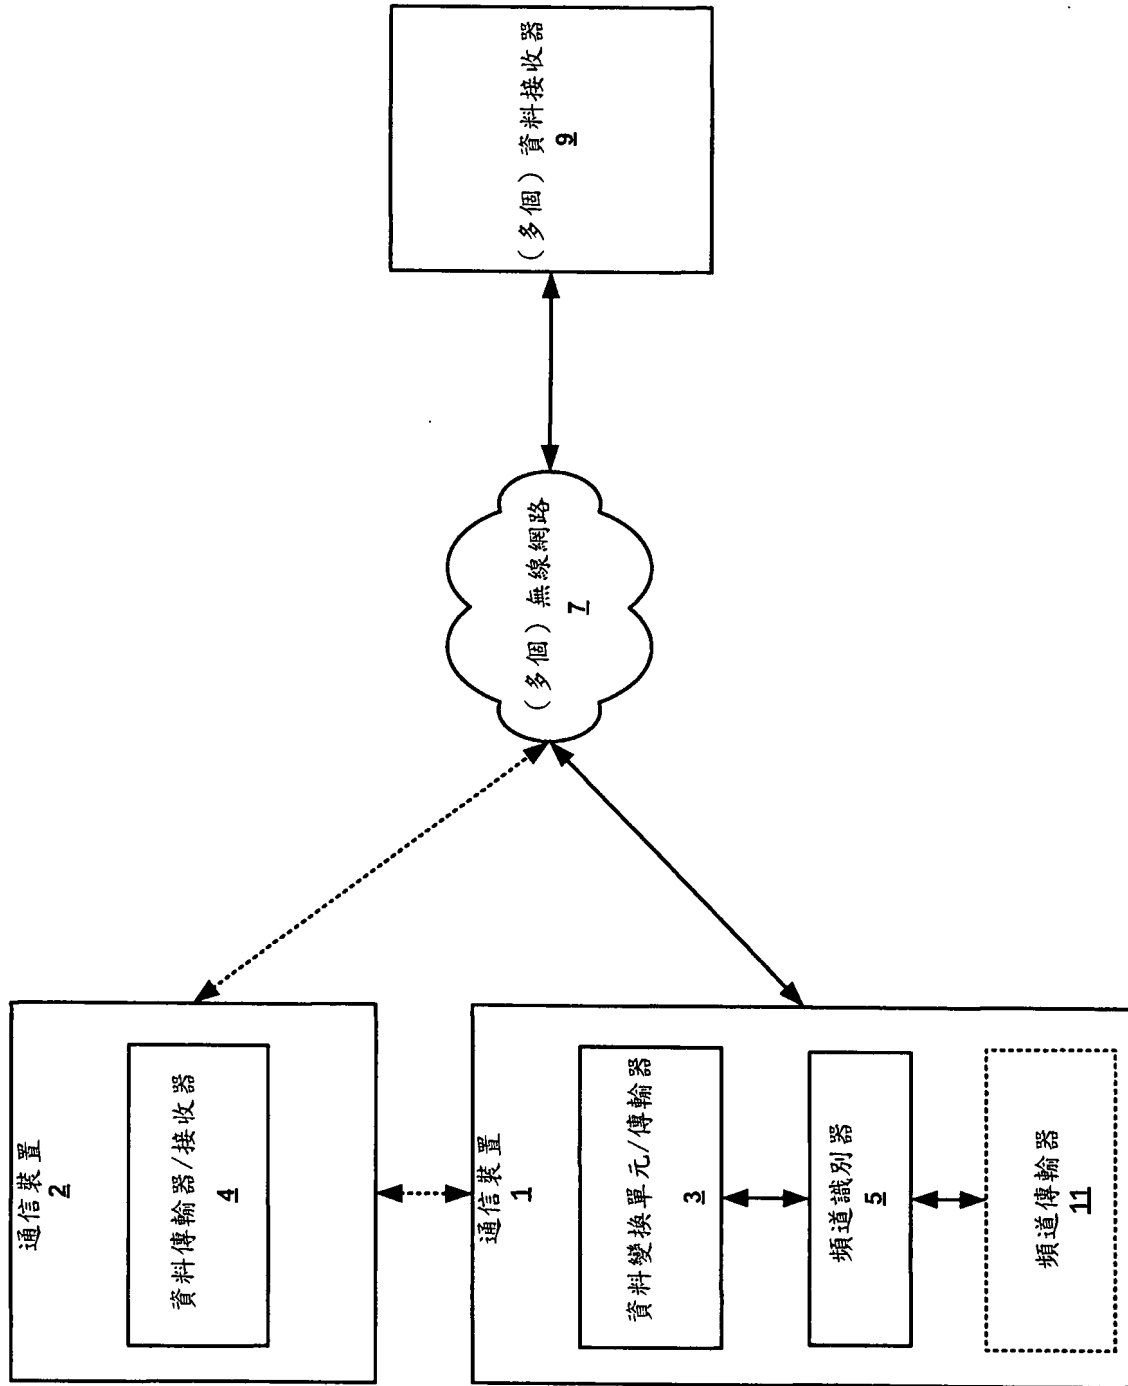 通信裝置
2
資料傳輸器/接收器
4
通信裝置
1
資料變換單元/傳輸器
3
頻道識別器
5
頻道傳輸器
11
(多個)無線網路
7
(多個)資料接收器
9